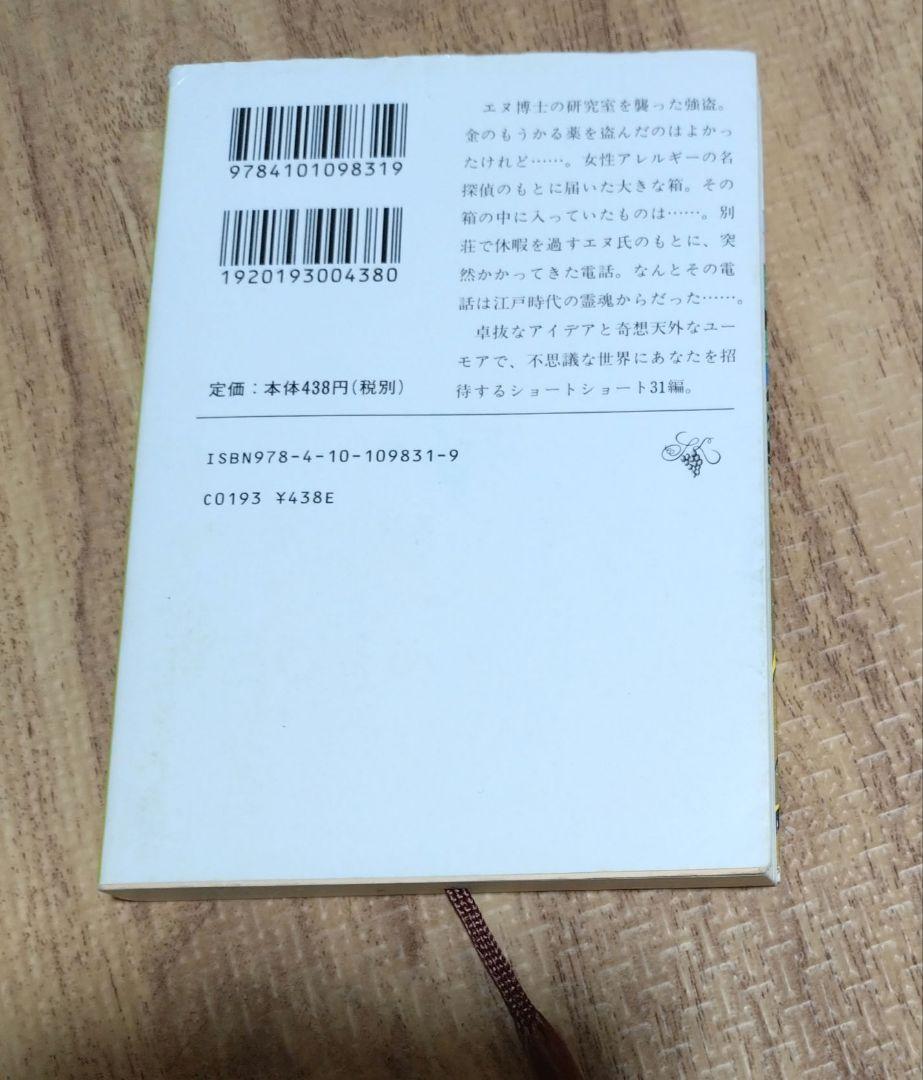 9784101098319
1920193004380
定価：本体438円(税別)
エヌ博士の研究室を襲った強盗。
金のもうかる薬を盗んだのはよかっ
たけれど……。女性アレルギーの名
探偵のもとに届いた大きな箱。その
箱の中に入っていたものは……。別
荘で休暇を過すエヌ氏のもとに、突
然かかってきた電話。なんとその電
話は江戸時代の霊魂からだった……。
卓抜なアイデアと奇想天外なユー
モアで、不思議な世界にあなたを招
待するショートショート31編。
ISBN978-4-10-109831-9
C0193 ¥438E